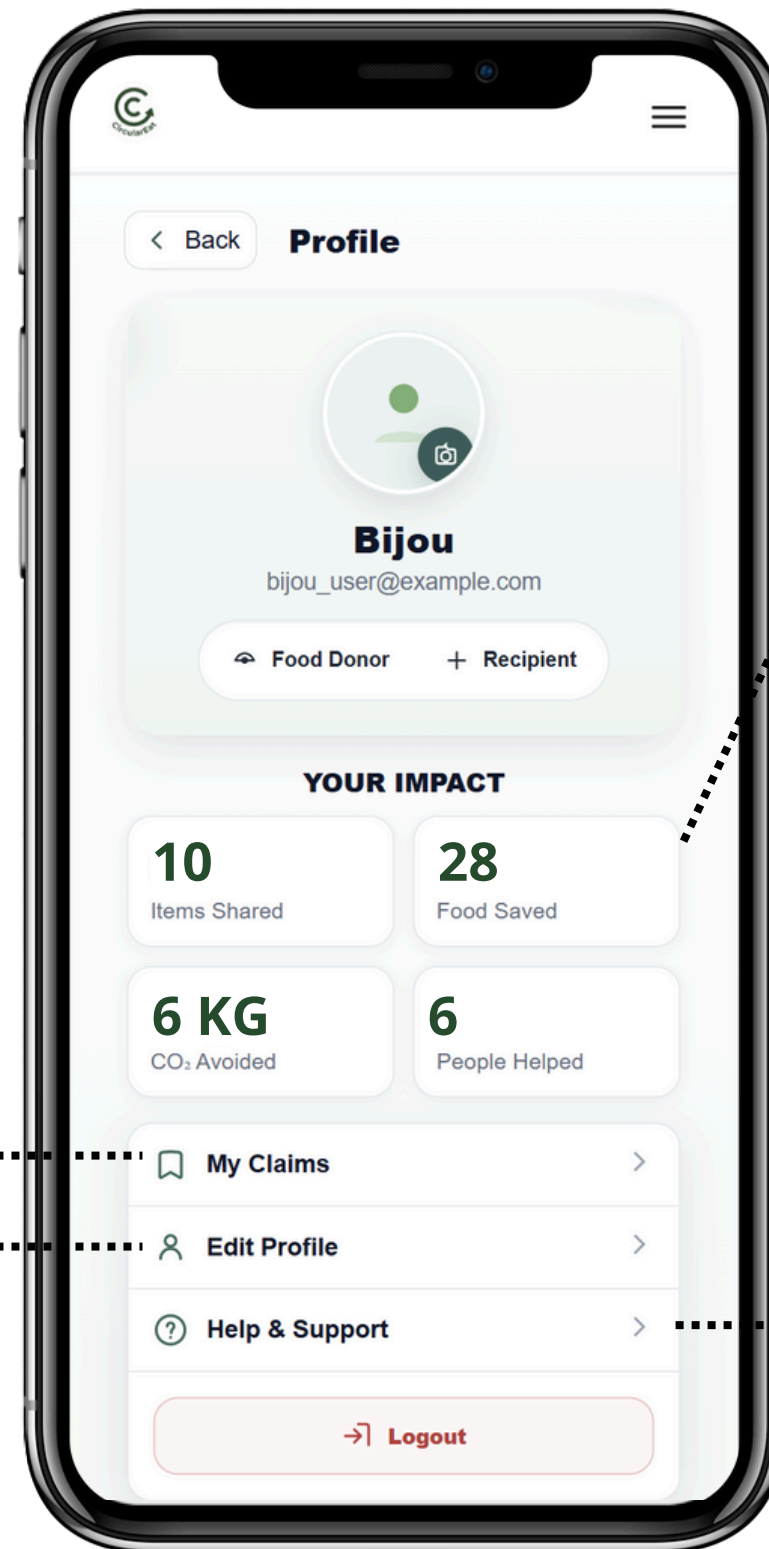 CircularEat
Back
Profile
Bijou
bijou_user@example.com
Food Donor
Recipient
YOUR IMPACT
10
Items Shared
28
Food Saved
6 KG
CO₂ Avoided
6
People Helped
My Claims
Edit Profile
Help & Support
Logout